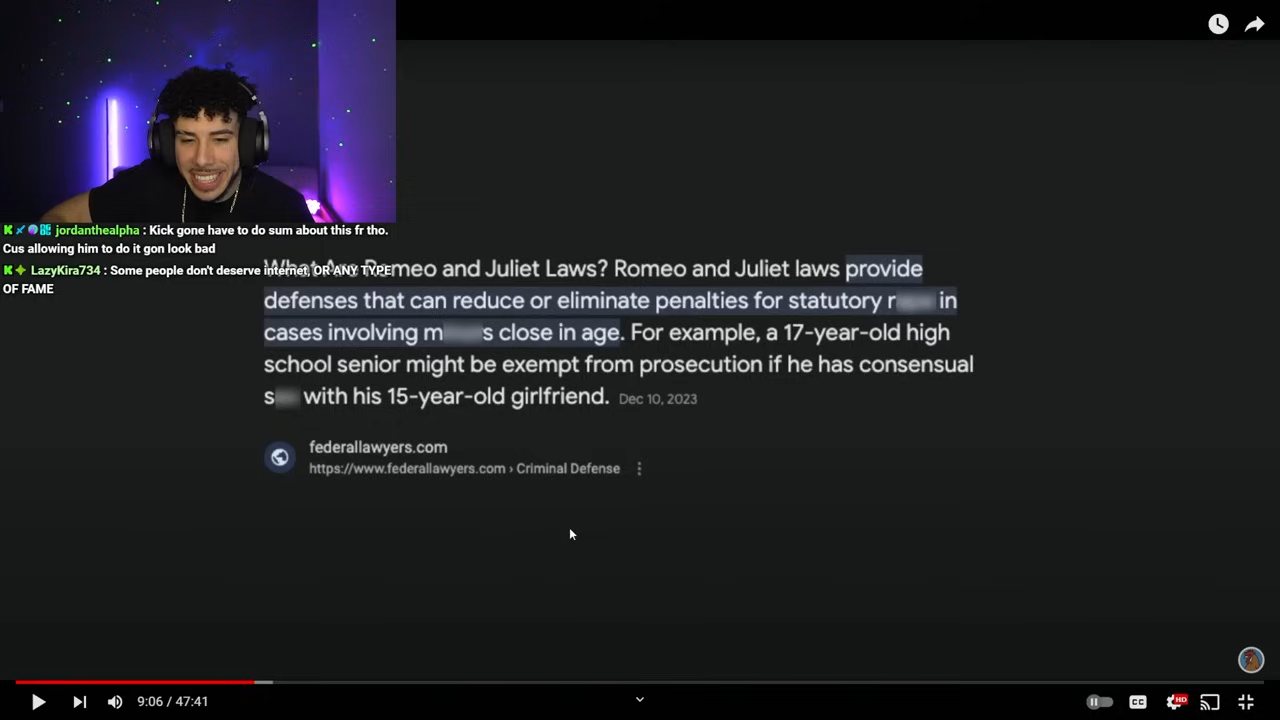 jordanthealpha : Kick gone have to do sum about this fr tho.
Cus allowing him to do it gon look bad
LazyKira734 : Some people don't deserve internet, OR ANY TYPE
OF FAME
What Are Romeo and Juliet Laws? Romeo and Juliet laws provide
defenses that can reduce or eliminate penalties for statutory r in
cases involving m s close in age. For example, a 17-year-old high
school senior might be exempt from prosecution if he has consensual
s with his 15-year-old girlfriend. Dec 10, 2023
federallawyers.com
https://www.federallawyers.com › Criminal Defense
9:06 / 47:41
CC
HD